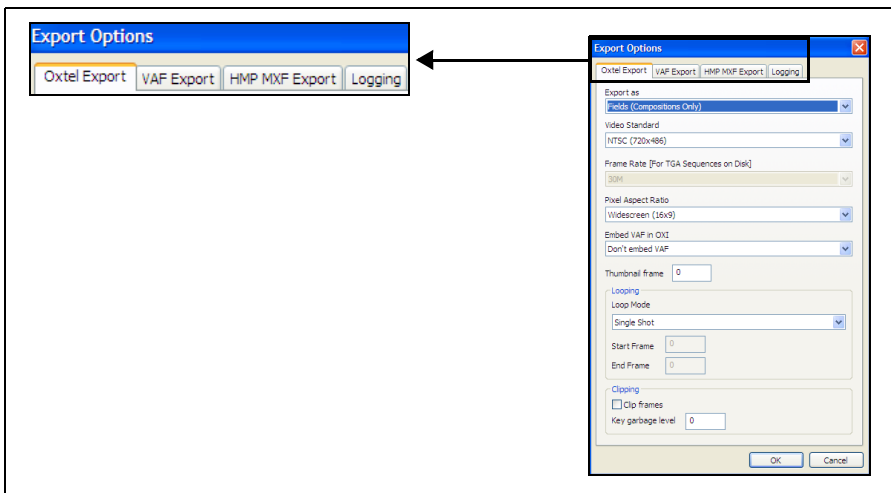 Export Options
Oxtel Export VAF Export HMP MXF Export Logging
Export Options
Oxtel Export VAF Export HMP MXF Export Logging
Export as
Fields (Compositions Only)
Video Standard
NTSC (720x486)
Frame Rate [For TGA Sequences on Disk]
30M
Pixel Aspect Ratio
Widescreen (16x9)
Embed VAF in OXI
Don't embed VAF
Thumbnail frame 0
Looping
Loop Mode
Single Shot
Start Frame 0
End Frame 0
Clipping
Clip frames
Key garbage level 0
OK Cancel